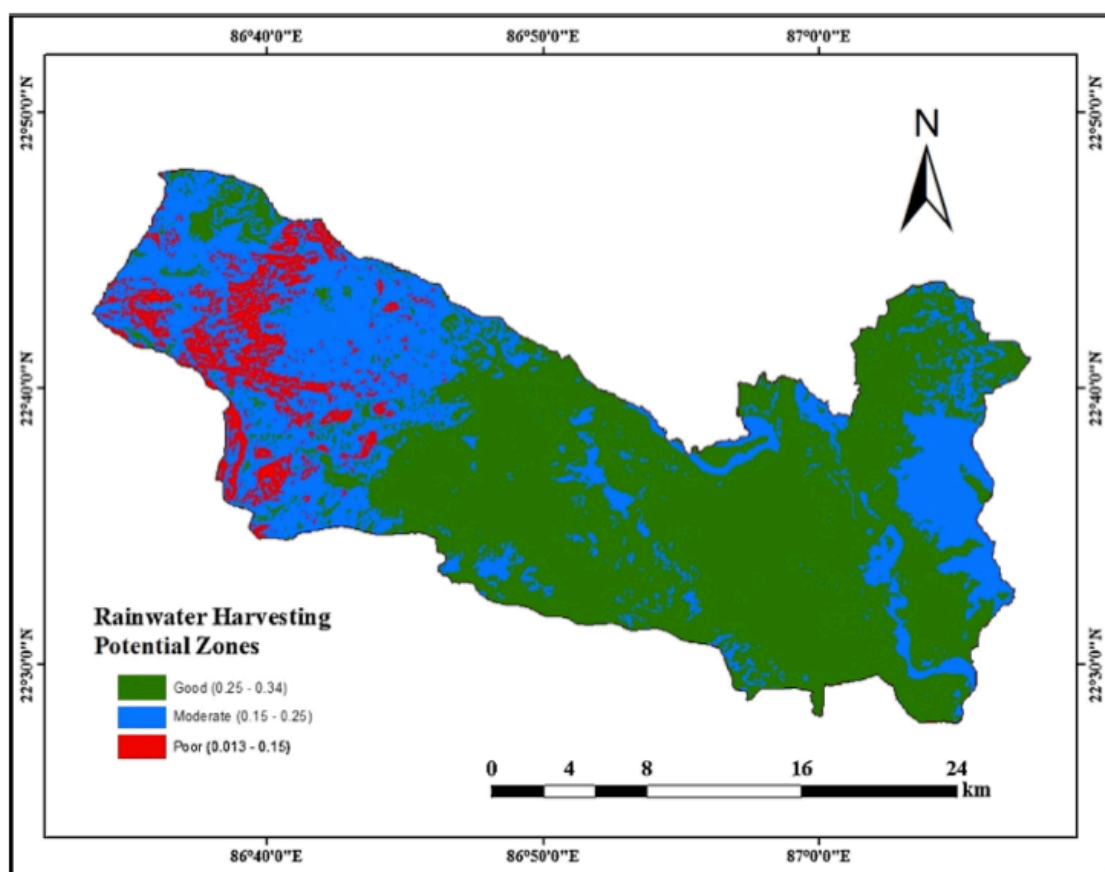 86°40'0"E 86°50'0"E 87°0'0"E
22°50'0"N 22°50'0"N
N
22°40'0"N 22°40'0"N
22°30'0"N 22°30'0"N
Rainwater Harvesting
Potential Zones
Good (0.25 - 0.34)
Moderate (0.15 - 0.25)
Poor (0.013 - 0.15)
0 4 8 16 24
km
86°40'0"E 86°50'0"E 87°0'0"E